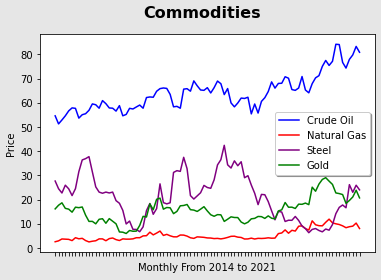 Commodities
80
70
60
50
40
30
20
10
0
Price
Crude Oil
Natural Gas
Steel
Gold
Monthly From 2014 to 2021